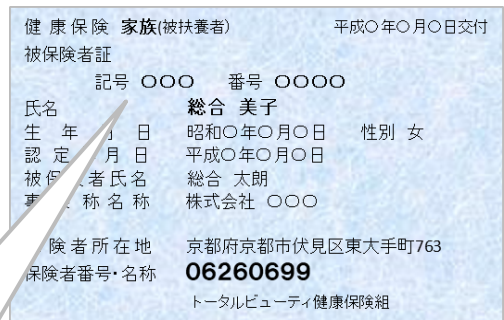 健康保険 家族(被扶養者) 平成〇年〇月〇日交付
被保険者証
記号 〇〇〇 番号 〇〇〇〇
氏名 総合 美子
生年 日 昭和〇年〇月〇日 性別 女
認定 月日 平成〇年〇月〇日
被保 者氏名 総合 太朗
称名称 株式会社 〇〇〇
険者所在地 京都府京都市伏見区東大手町763
保険者番号・名称 06260699
トータルビューティ健康保険組